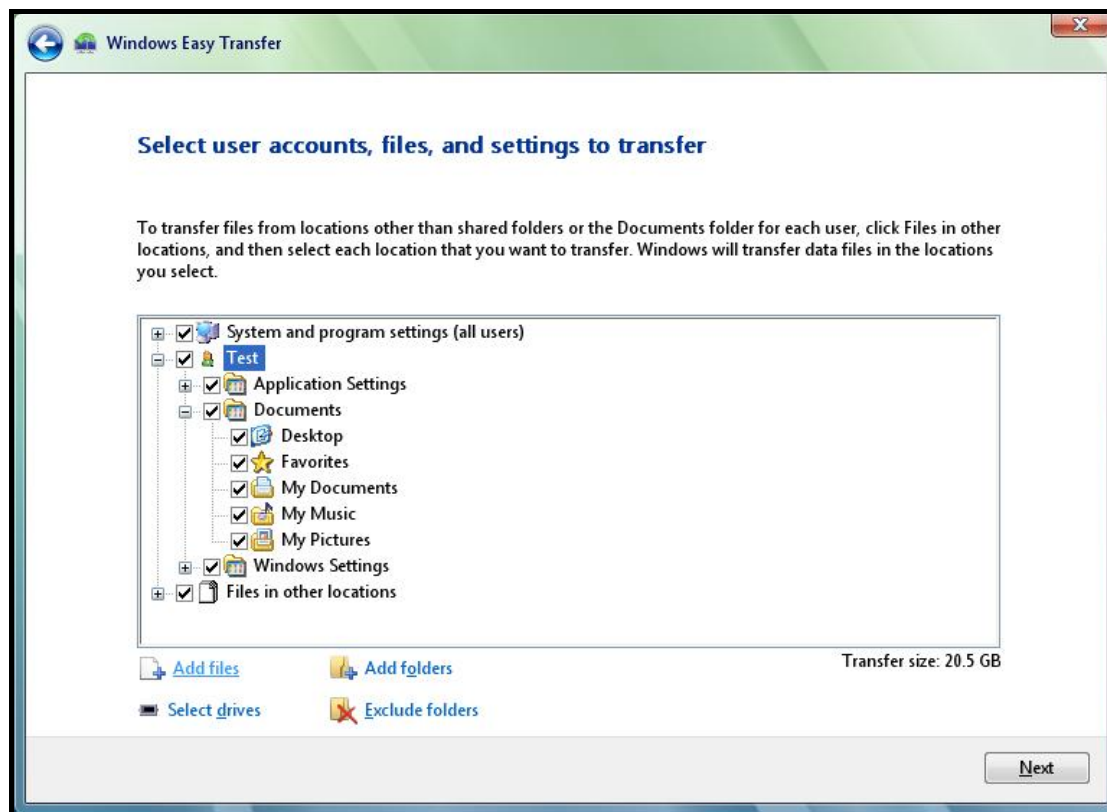 Windows Easy Transfer
Select user accounts, files, and settings to transfer
To transfer files from locations other than shared folders or the Documents folder for each user, click Files in other
locations, and then select each location that you want to transfer. Windows will transfer data files in the locations
you select.
System and program settings (all users)
Test
Application Settings
Documents
Desktop
Favorites
My Documents
My Music
My Pictures
Windows Settings
Files in other locations
Add files
Add folders
Transfer size: 20.5 GB
Select drives
Exclude folders
Next